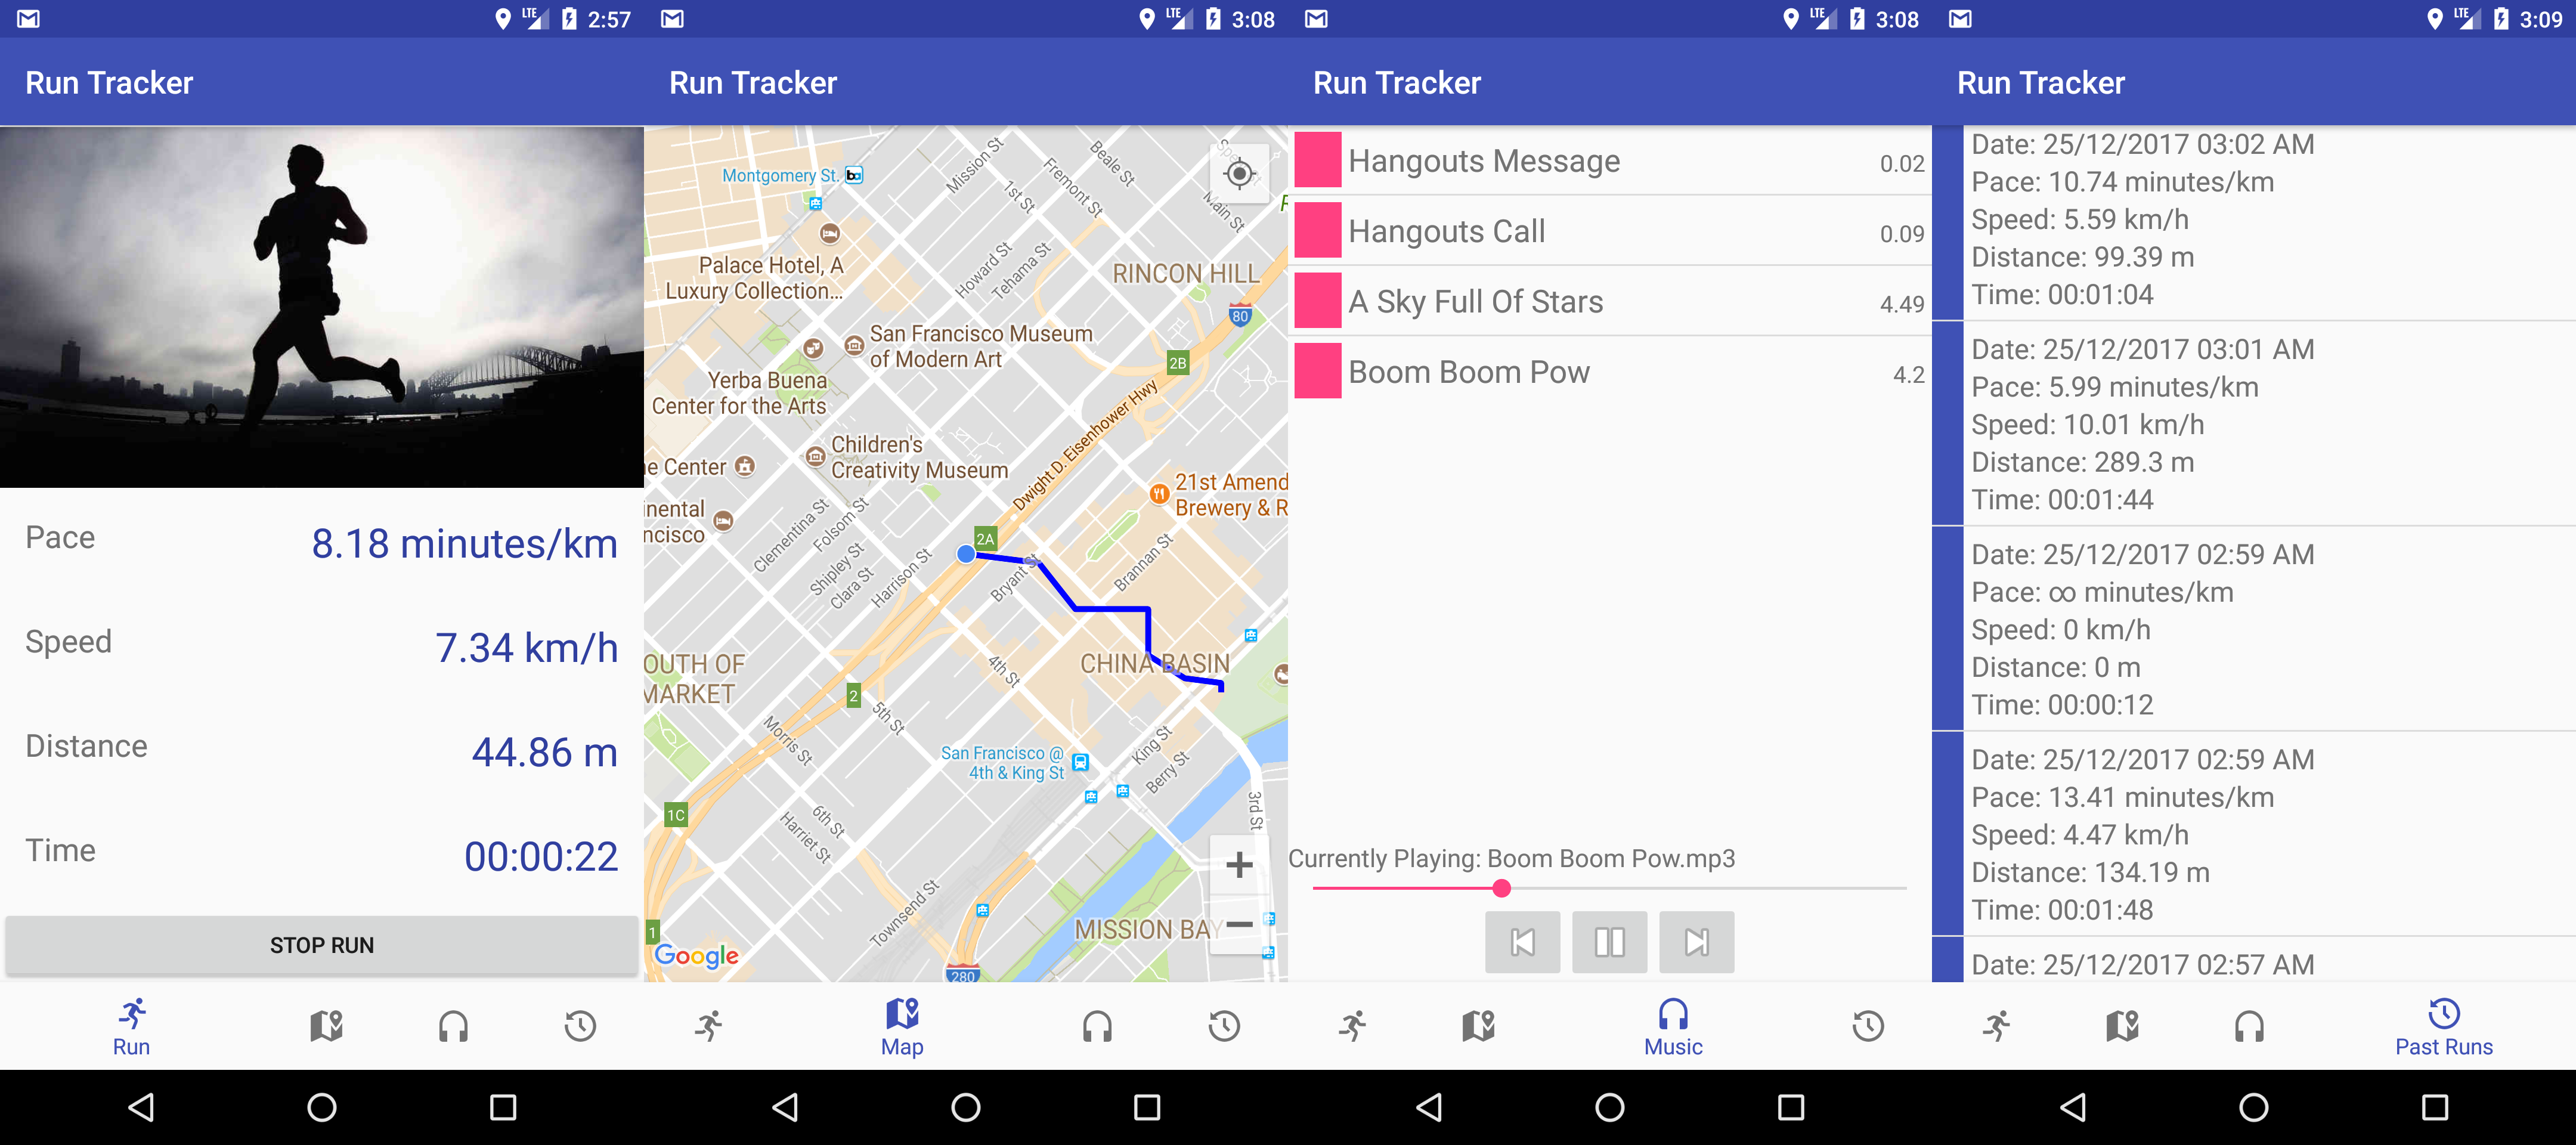 LTE 2:57
Run Tracker
Pace 8.18 minutes/km
Speed 7.34 km/h
Distance 44.86 m
Time 00:00:22
STOP RUN
Run
LTE 3:08
Run Tracker
Mission St
Beale St
Montgomery St.
Fremont St
1st St
Main St
Palace Hotel, A
Luxury Collection...
Howard St
Tehama St
RINCON HILL
80
San Francisco Museum
of Modern Art
2B
Yerba Buena
Center for the Arts
Dwight D. Eisenhower Hwy
Children's
Creativity Museum
e Center
21st Amend
Brewery & R
inental
ncisco
Clementina St
Folsom St
Shipley St
Clara St
Harrison St
2A
Bryant St
Brannan St
OUTH OF
MARKET
4th St
CHINA BASIN
2
5th St
Morris St
San Francisco @
4th & King St
King St
Berry St
3rd St
1C
6th St
Harriet St
+
Townsend St
1
MISSION BAY
−
Google
280
Map
LTE 3:08
Run Tracker
Hangouts Message 0.02
Hangouts Call 0.09
A Sky Full Of Stars 4.49
Boom Boom Pow 4.2
Currently Playing: Boom Boom Pow.mp3
Music
LTE 3:09
Run Tracker
Date: 25/12/2017 03:02 AM
Pace: 10.74 minutes/km
Speed: 5.59 km/h
Distance: 99.39 m
Time: 00:01:04
Date: 25/12/2017 03:01 AM
Pace: 5.99 minutes/km
Speed: 10.01 km/h
Distance: 289.3 m
Time: 00:01:44
Date: 25/12/2017 02:59 AM
Pace: ∞ minutes/km
Speed: 0 km/h
Distance: 0 m
Time: 00:00:12
Date: 25/12/2017 02:59 AM
Pace: 13.41 minutes/km
Speed: 4.47 km/h
Distance: 134.19 m
Time: 00:01:48
Date: 25/12/2017 02:57 AM
Past Runs